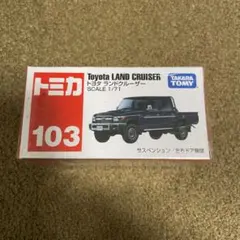 トミカ
Toyota LAND CRUISER
トヨタ ランドクルーザー
SCALE 1/71
TAKARA
TOMY
103
サスペンション/